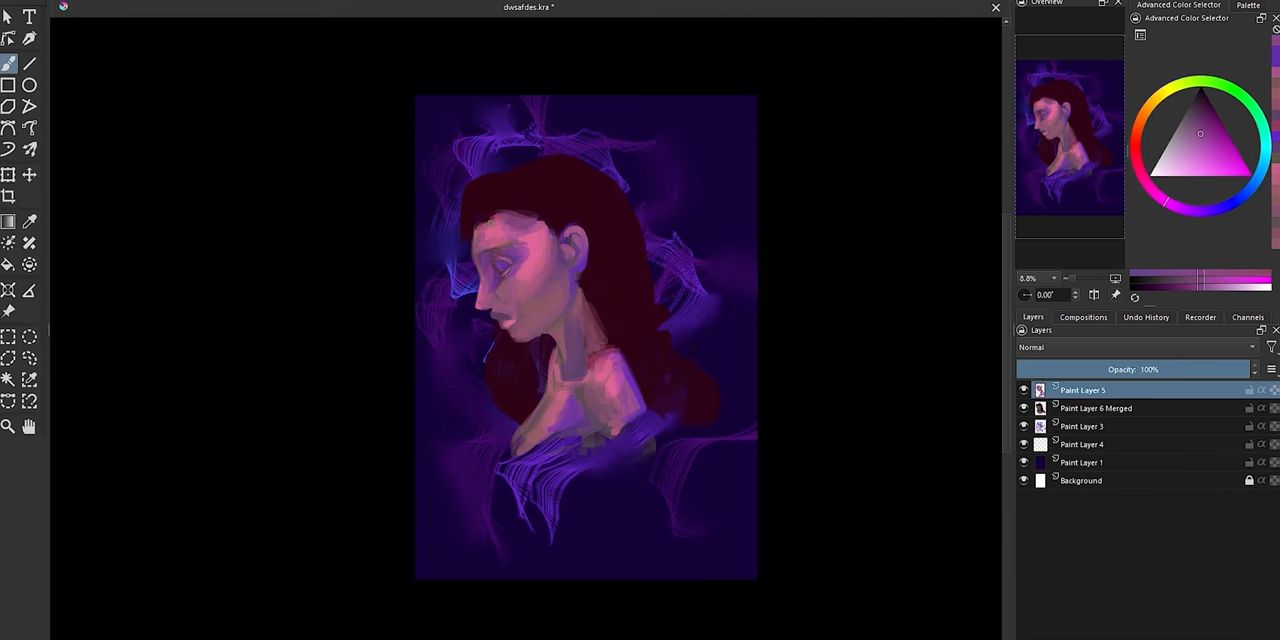 dwsafdes.kra *
Overview
Advanced Color Selector
Palette
Advanced Color Selector
8.8%
0.00°
Layers
Compositions
Undo History
Recorder
Channels
Layers
Normal
Opacity: 100%
Paint Layer 5
Paint Layer 6 Merged
Paint Layer 3
Paint Layer 4
Paint Layer 1
Background